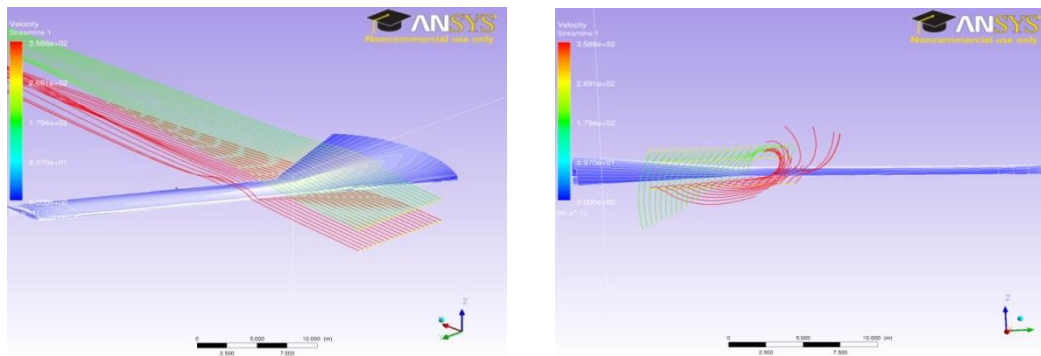 Velocity
Streamline 1
3.588e+02
2.691e+02
1.794e+02
8.970e+01
0.000e+00
ANSYS
Noncommercial use only
0 5.000 10.000 (m)
2.500 7.500
Z
Velocity
Streamline 1
3.588e+02
2.691e+02
1.794e+02
8.970e+01
0.000e+00
[m s^-1]
ANSYS
Noncommercial use only
0 5.000 10.000 (m)
2.500 7.500
Z